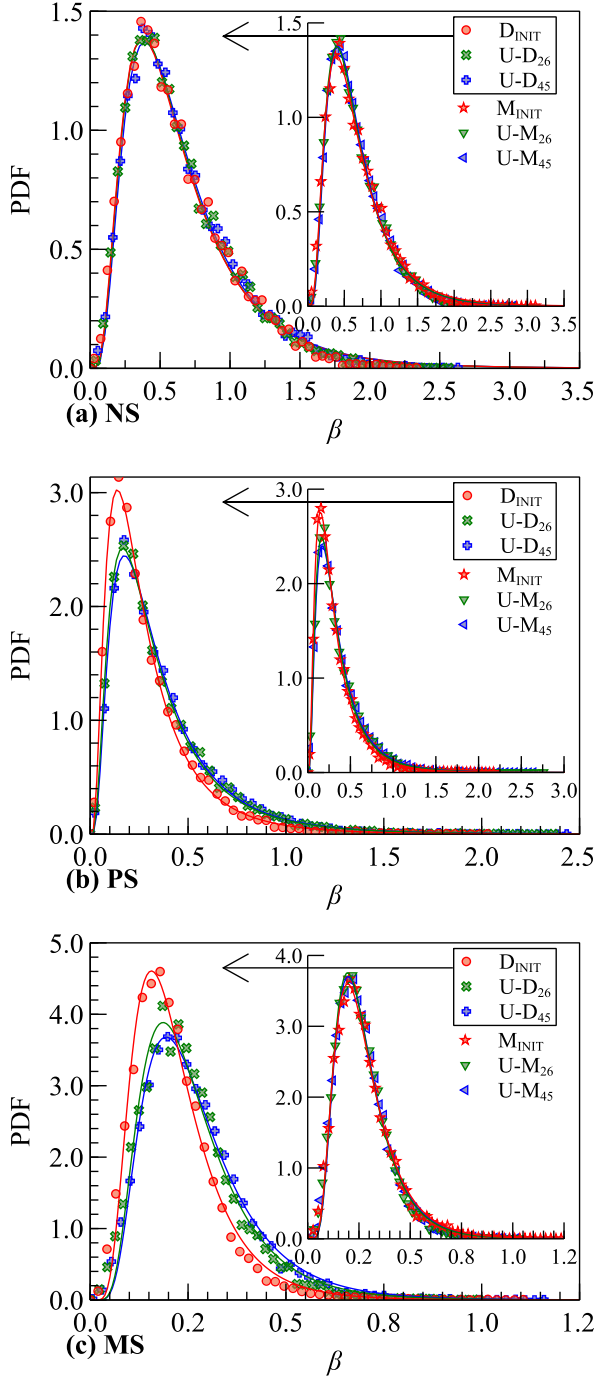 1.5
1.2
0.9
0.6
0.3
0.0
PDF
0.0 0.5 1.0 1.5 2.0 2.5 3.0 3.5
β
(a) NS
1.5
1.0
0.5
0.0
0.0 0.5 1.0 1.5 2.0 2.5 3.0 3.5
D_INIT
U-D_26
U-D_45
M_INIT
U-M_26
U-M_45
3.0
2.0
1.0
0.0
PDF
0.0 0.5 1.0 1.5 2.0 2.5
β
(b) PS
3.0
2.0
1.0
0.0
0.0 0.5 1.0 1.5 2.0 2.5 3.0
D_INIT
U-D_26
U-D_45
M_INIT
U-M_26
U-M_45
5.0
4.0
3.0
2.0
1.0
0.0
PDF
0.0 0.2 0.5 0.8 1.0 1.2
β
(c) MS
4.0
3.0
2.0
1.0
0.0
0.0 0.2 0.5 0.8 1.0 1.2
D_INIT
U-D_26
U-D_45
M_INIT
U-M_26
U-M_45